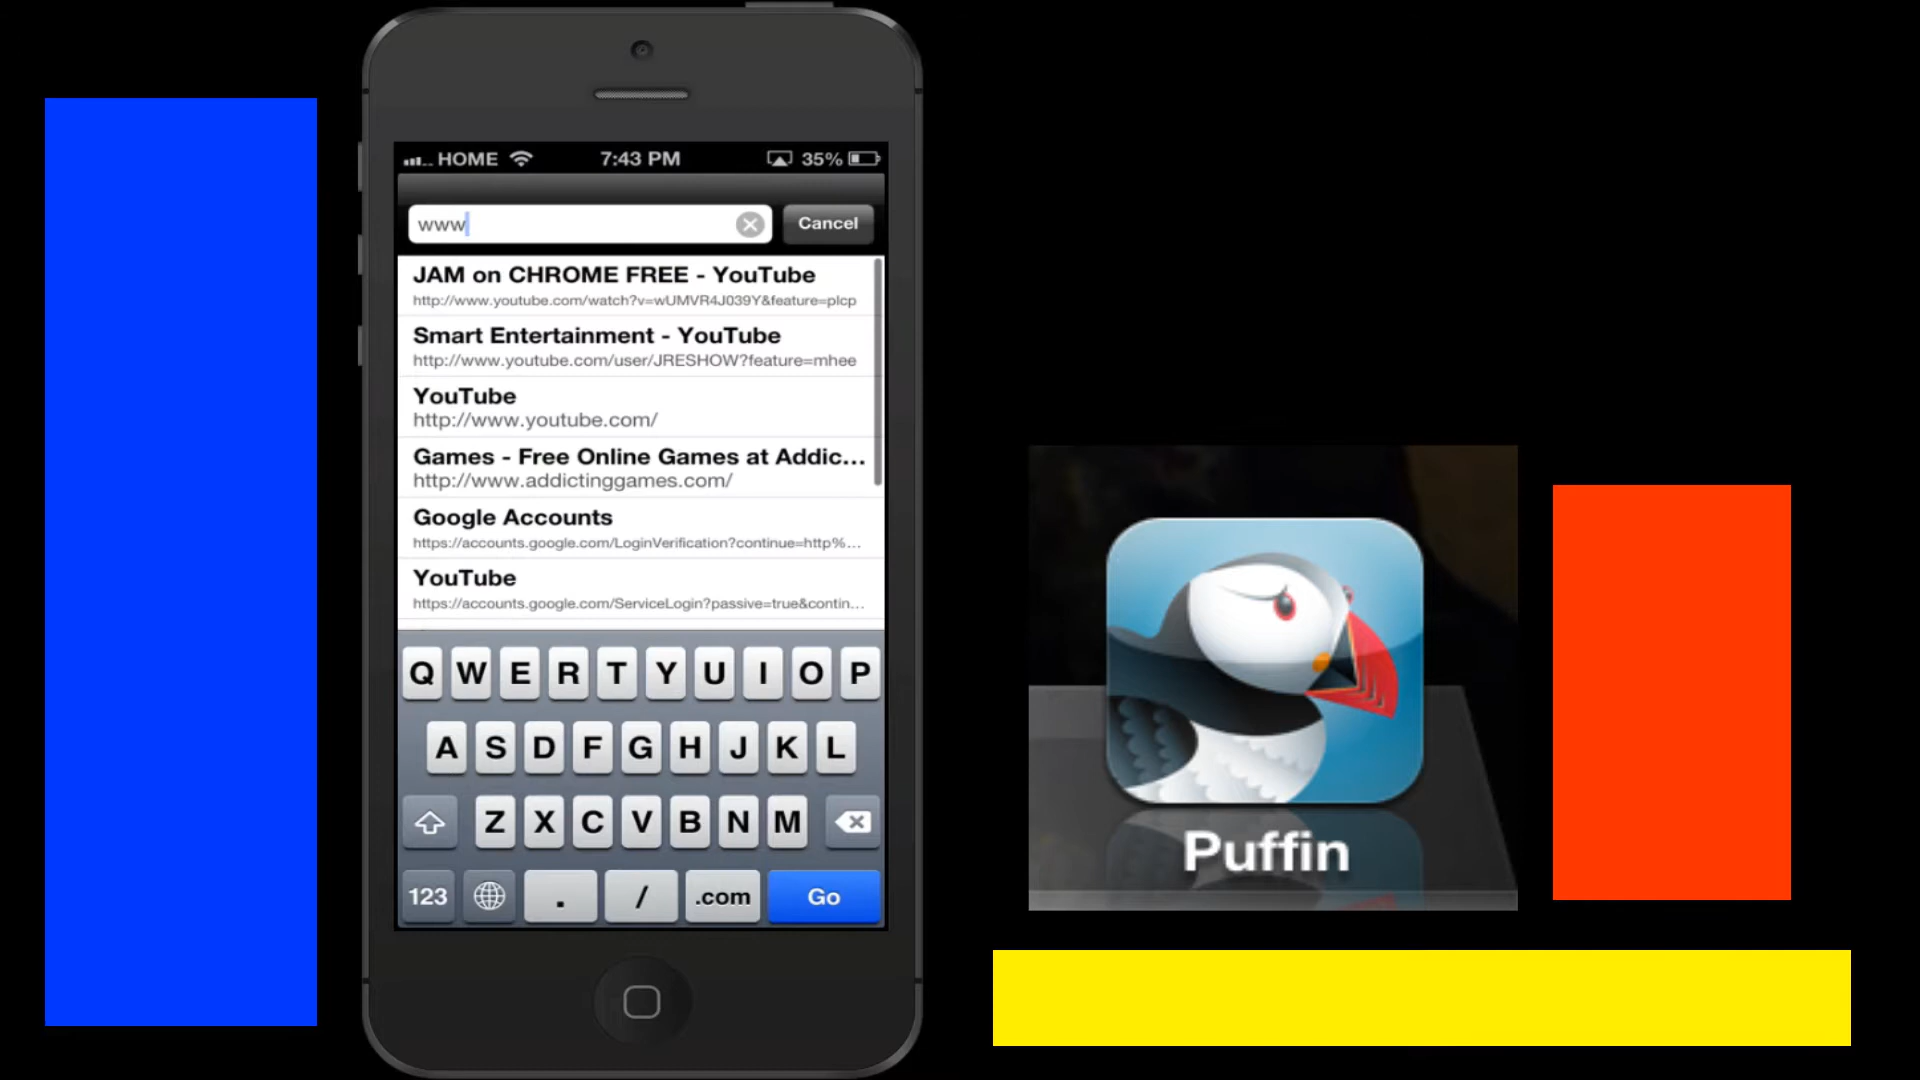 HOME 7:43 PM 35%
www Cancel
JAM on CHROME FREE - YouTube
http://www.youtube.com/watch?v=wUMVR4J039Y&feature=plcp
Smart Entertainment - YouTube
http://www.youtube.com/user/JRESHOW?feature=mhee
YouTube
http://www.youtube.com/
Games - Free Online Games at Addic...
http://www.addictinggames.com/
Google Accounts
https://accounts.google.com/LoginVerification?continue=http%...
YouTube
https://accounts.google.com/ServiceLogin?passive=true&contin...
Q W E R T Y U I O P
A S D F G H J K L
Z X C V B N M
123 . / .com Go
Puffin